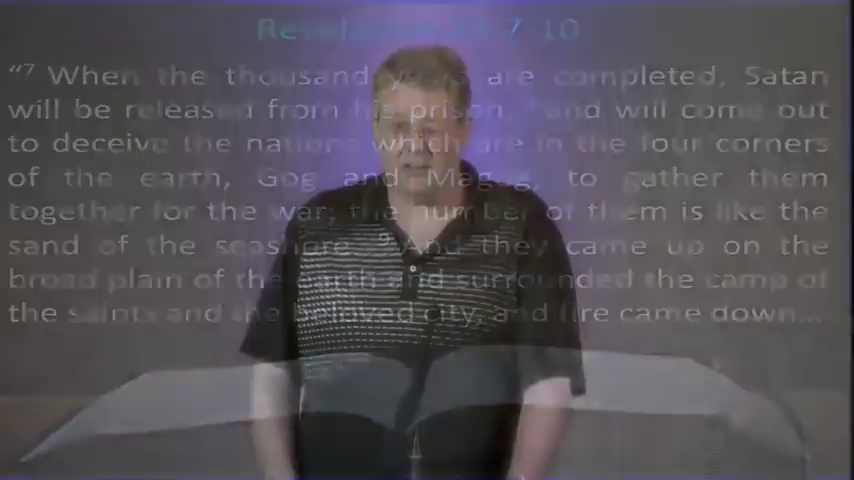 Revelation 20:7-10
“⁷ When the thousand years are completed, Satan
will be released from his prison, ⁸ and will come out
to deceive the nations which are in the four corners
of the earth, Gog and Magog, to gather them
together for the war; the number of them is like the
sand of the seashore. ⁹ And they came up on the
broad plain of the earth and surrounded the camp of
the saints and the beloved city, and fire came down...